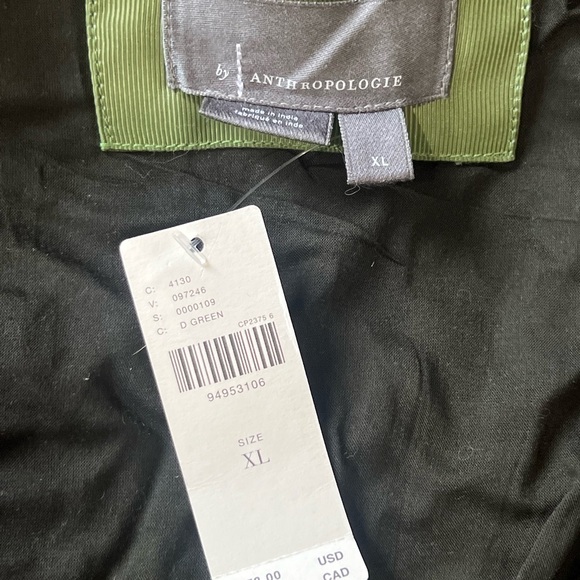 by ANTHROPOLOGIE
made in India
fabriqué en Inde
XL
C: 4130
V: 097246
S: 0000109
C: D GREEN
CP2375 6
94953106
SIZE
XL
USD
CAD